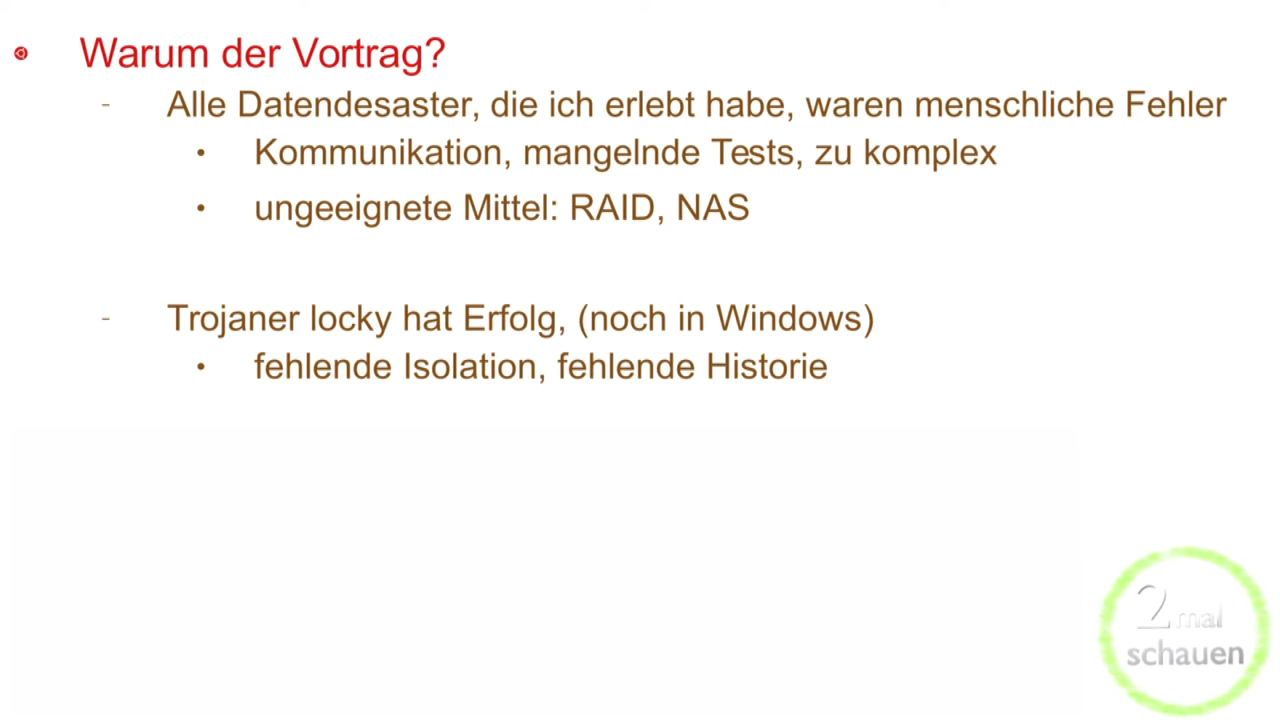 Warum der Vortrag?
Alle Datendesaster, die ich erlebt habe, waren menschliche Fehler
Kommunikation, mangelnde Tests, zu komplex
ungeeignete Mittel: RAID, NAS
Trojaner locky hat Erfolg, (noch in Windows)
fehlende Isolation, fehlende Historie
2 mal
schauen